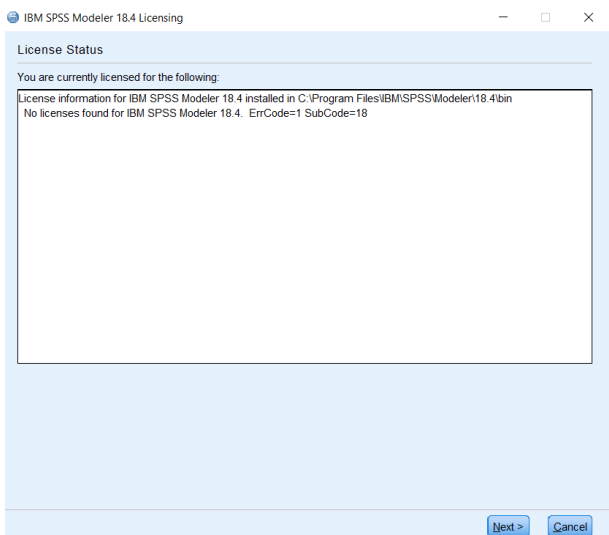 IBM SPSS Modeler 18.4 Licensing
License Status
You are currently licensed for the following:
License information for IBM SPSS Modeler 18.4 installed in C:\Program Files\IBM\SPSS\Modeler\18.4\bin
No licenses found for IBM SPSS Modeler 18.4. ErrCode=1 SubCode=18
Next >
Cancel